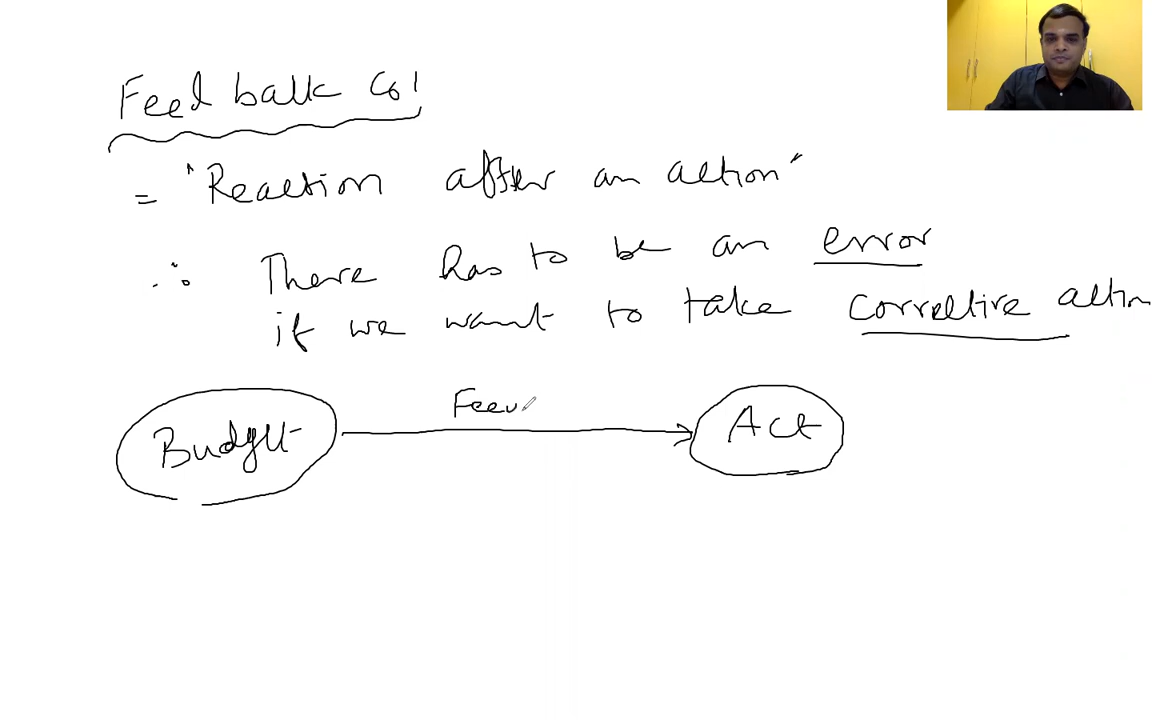 Feed back Col
= "Reaction after an action"
∴ There has to be an error
if we want to take corrective action
Feed
Budget Act